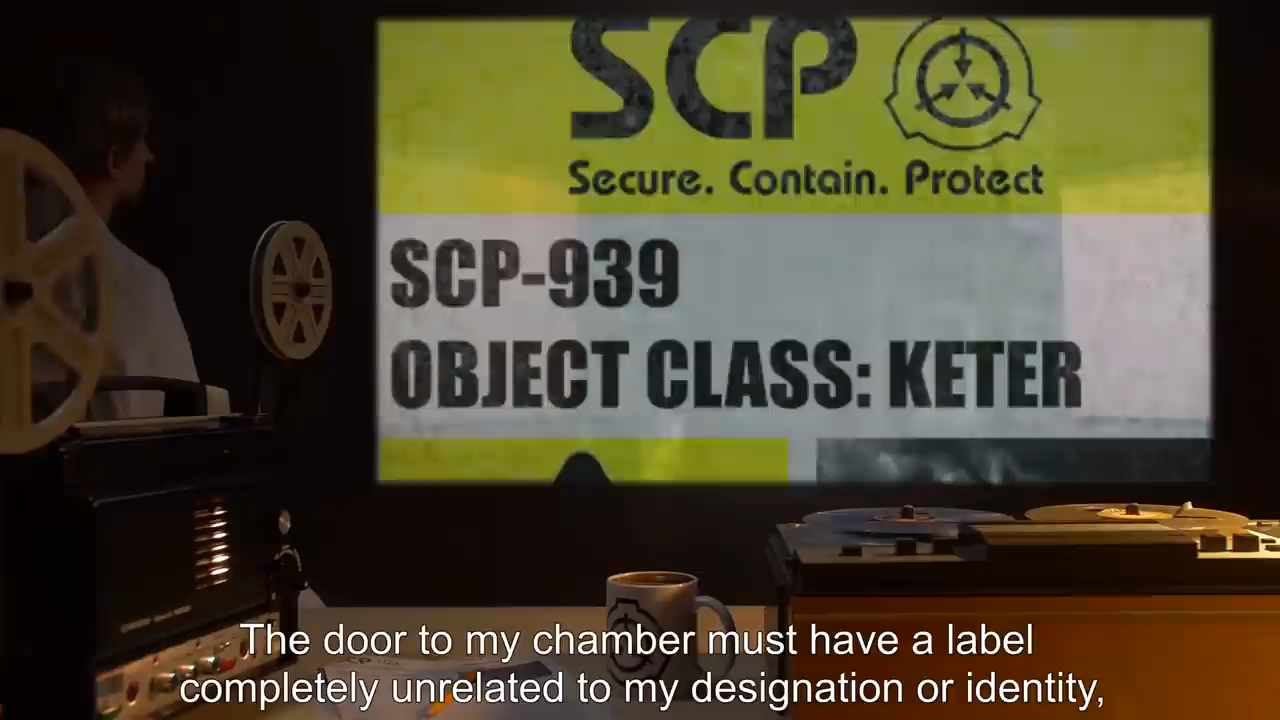 SCP
Secure. Contain. Protect
SCP-939
OBJECT CLASS: KETER
The door to my chamber must have a label
completely unrelated to my designation or identity,